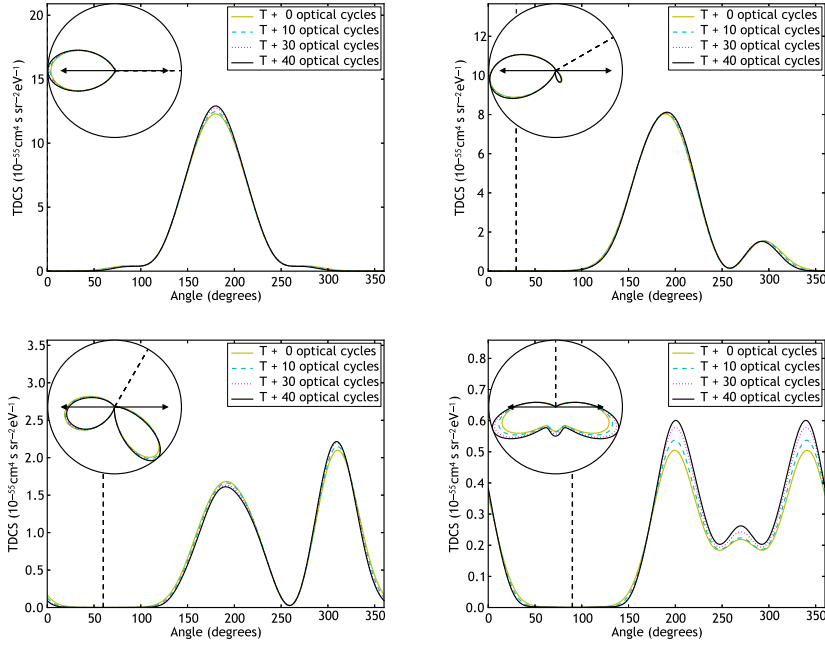 20
15
10
5
0
TDCS (10⁻⁵⁵cm⁴ s sr⁻²eV⁻¹)
T + 0 optical cycles
T + 10 optical cycles
T + 30 optical cycles
T + 40 optical cycles
0 50 100 150 200 250 300 350
Angle (degrees)
12
10
8
6
4
2
0
TDCS (10⁻⁵⁵cm⁴ s sr⁻²eV⁻¹)
T + 0 optical cycles
T + 10 optical cycles
T + 30 optical cycles
T + 40 optical cycles
0 50 100 150 200 250 300 350
Angle (degrees)
3.5
3.0
2.5
2.0
1.5
1.0
0.5
0.0
TDCS (10⁻⁵⁵cm⁴ s sr⁻²eV⁻¹)
T + 0 optical cycles
T + 10 optical cycles
T + 30 optical cycles
T + 40 optical cycles
0 50 100 150 200 250 300 350
Angle (degrees)
0.8
0.7
0.6
0.5
0.4
0.3
0.2
0.1
0.0
TDCS (10⁻⁵⁵cm⁴ s sr⁻²eV⁻¹)
T + 0 optical cycles
T + 10 optical cycles
T + 30 optical cycles
T + 40 optical cycles
0 50 100 150 200 250 300 350
Angle (degrees)